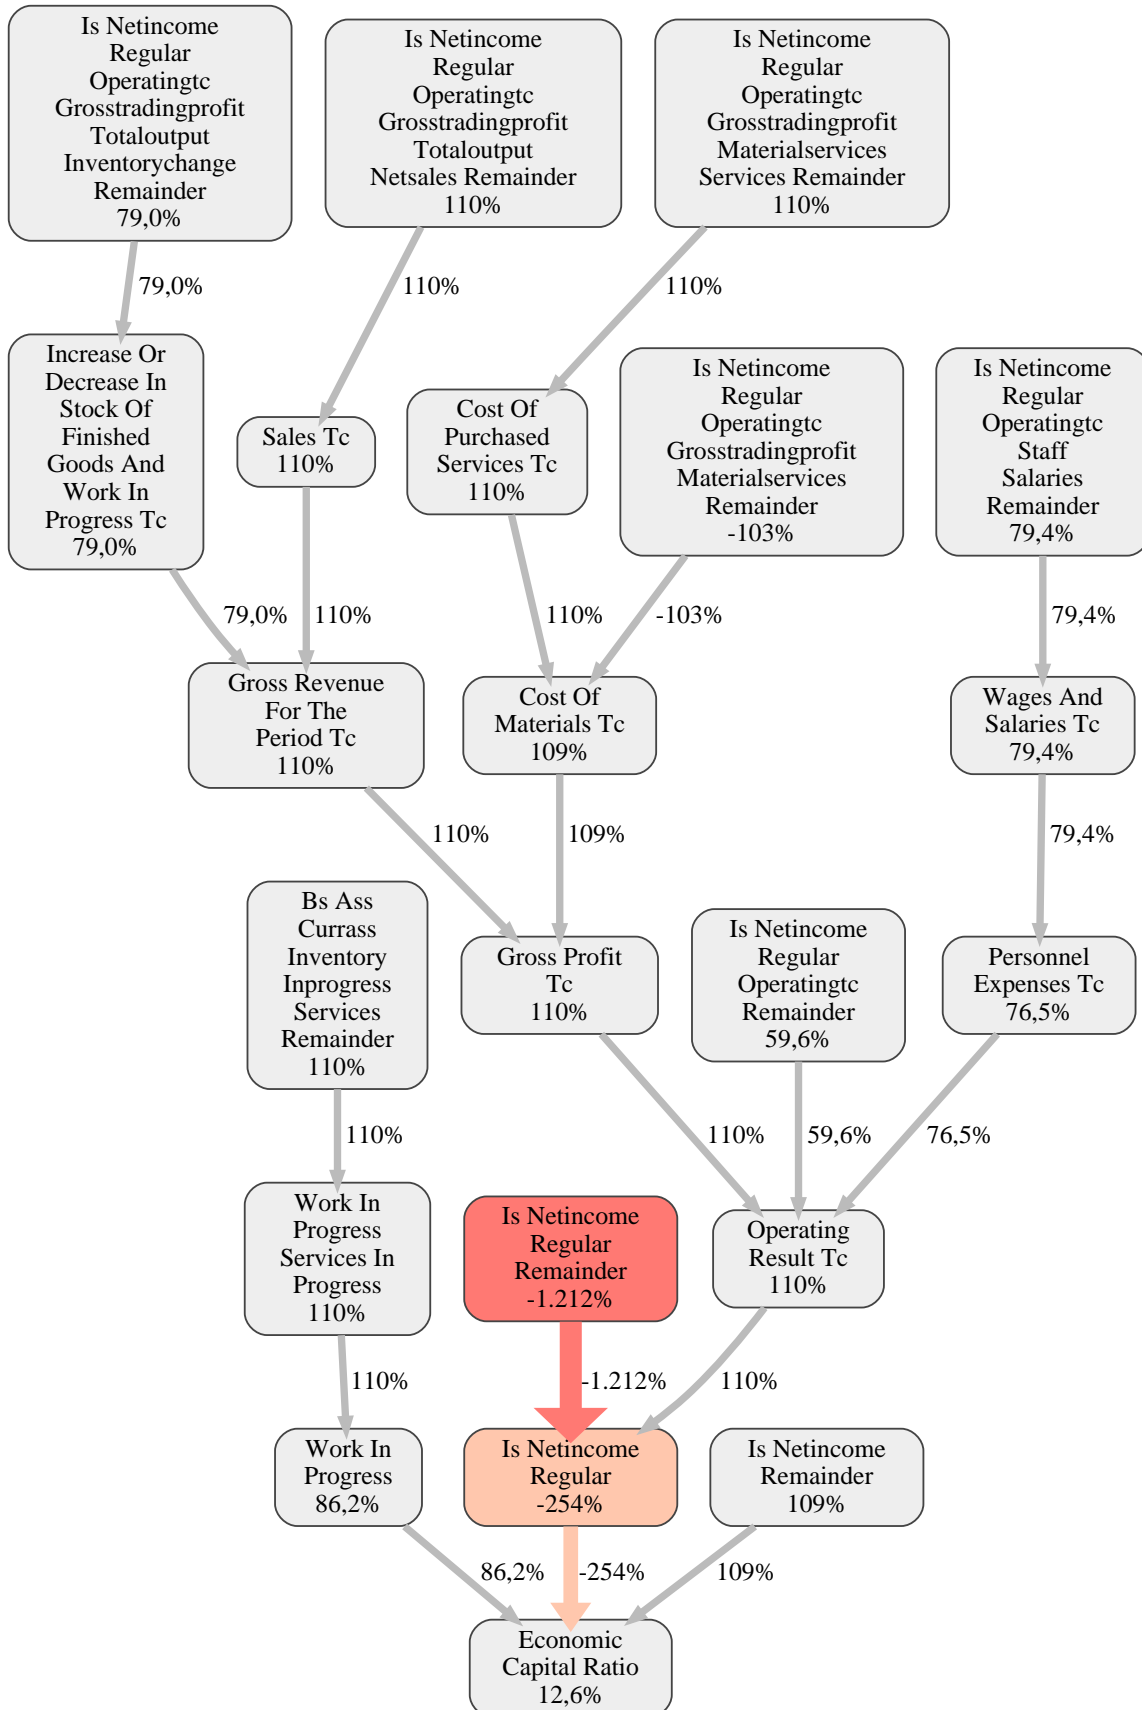 Is Netincome
Regular
Operatingtc
Grosstradingprofit
Totaloutput
Inventorychange
Remainder
79,0%
Is Netincome
Regular
Operatingtc
Grosstradingprofit
Totaloutput
Netsales Remainder
110%
Is Netincome
Regular
Operatingtc
Grosstradingprofit
Materialservices
Services Remainder
110%
79,0%
110%
110%
Increase Or
Decrease In
Stock Of
Finished
Goods And
Work In
Progress Tc
79,0%
Sales Tc
110%
Cost Of
Purchased
Services Tc
110%
Is Netincome
Regular
Operatingtc
Grosstradingprofit
Materialservices
Remainder
-103%
Is Netincome
Regular
Operatingtc
Staff
Salaries
Remainder
79,4%
79,0%
110%
110%
-103%
79,4%
Gross Revenue
For The
Period Tc
110%
Cost Of
Materials Tc
109%
Wages And
Salaries Tc
79,4%
110%
109%
79,4%
Bs Ass
Currass
Inventory
Inprogress
Services
Remainder
110%
Gross Profit
Tc
110%
Is Netincome
Regular
Operatingtc
Remainder
59,6%
Personnel
Expenses Tc
76,5%
110%
110%
59,6%
76,5%
Work In
Progress
Services In
Progress
110%
Is Netincome
Regular
Remainder
-1.212%
Operating
Result Tc
110%
110%
-1.212%
110%
Work In
Progress
86,2%
Is Netincome
Regular
-254%
Is Netincome
Remainder
109%
86,2%
-254%
109%
Economic
Capital Ratio
12,6%